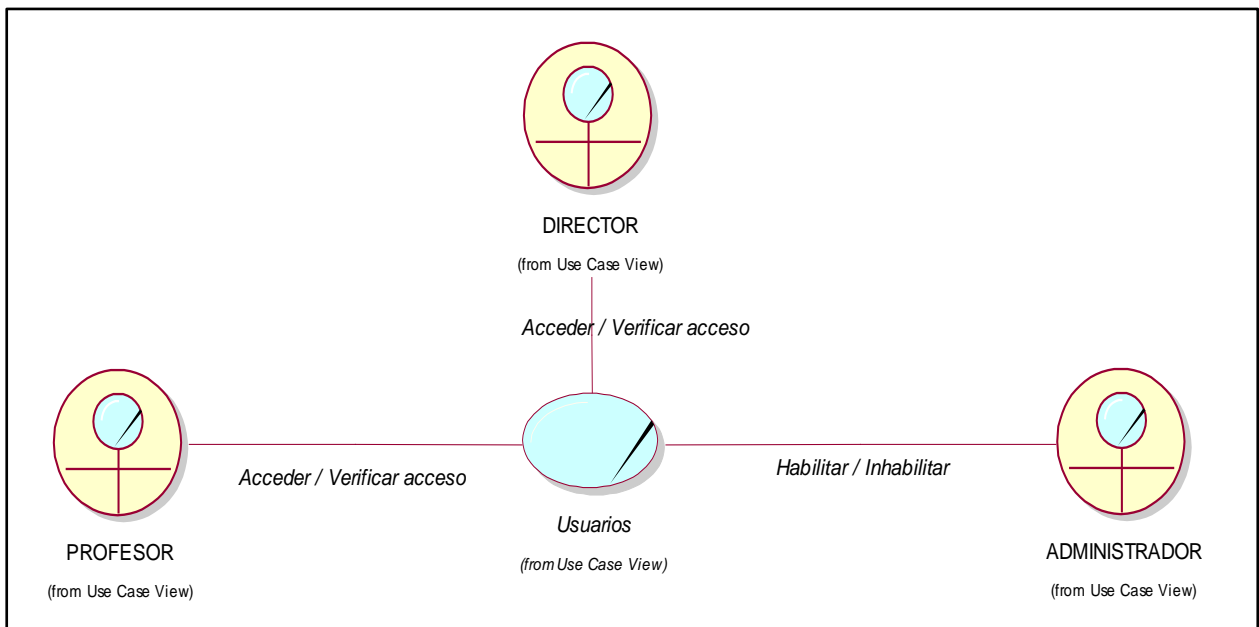 DIRECTOR
(from Use Case View)
Acceder / Verificar acceso
Acceder / Verificar acceso
Habilitar / Inhabilitar
Usuarios
(from Use Case View)
PROFESOR
(from Use Case View)
ADMINISTRADOR
(from Use Case View)